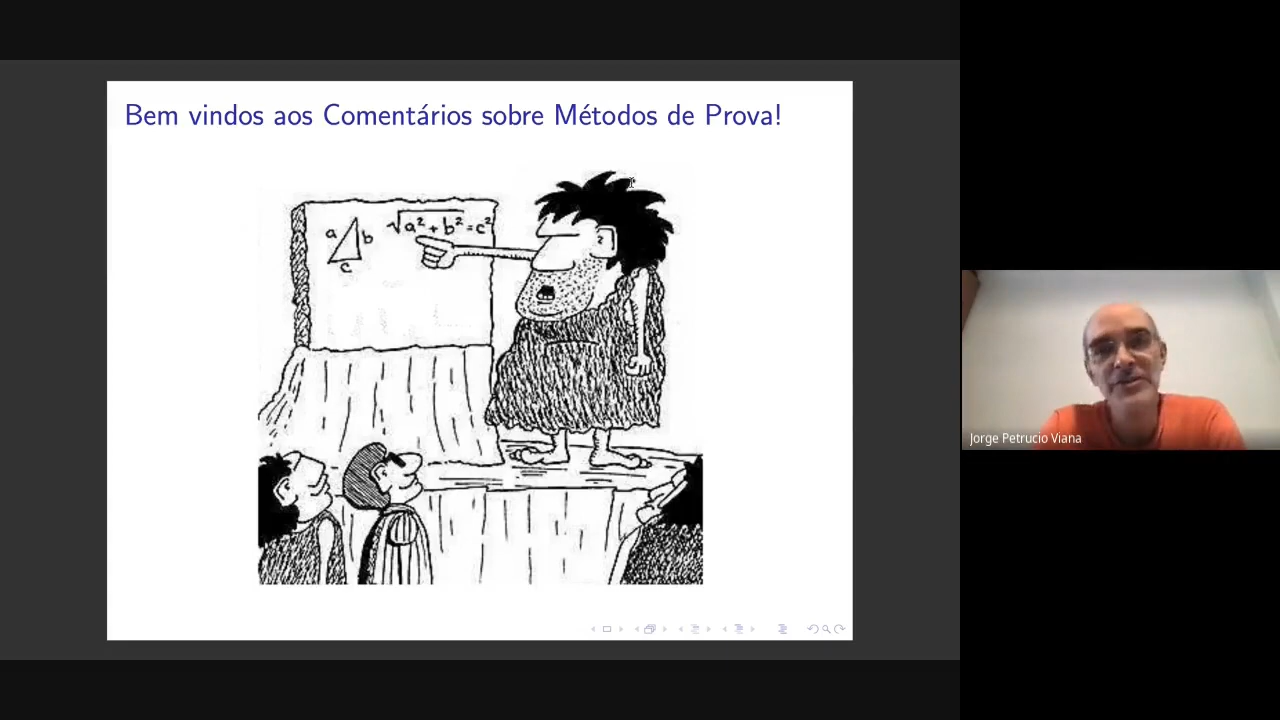 Bem vindos aos Comentários sobre Métodos de Prova!
a b c
√a²+b²=c²
Jorge Petrucio Viana